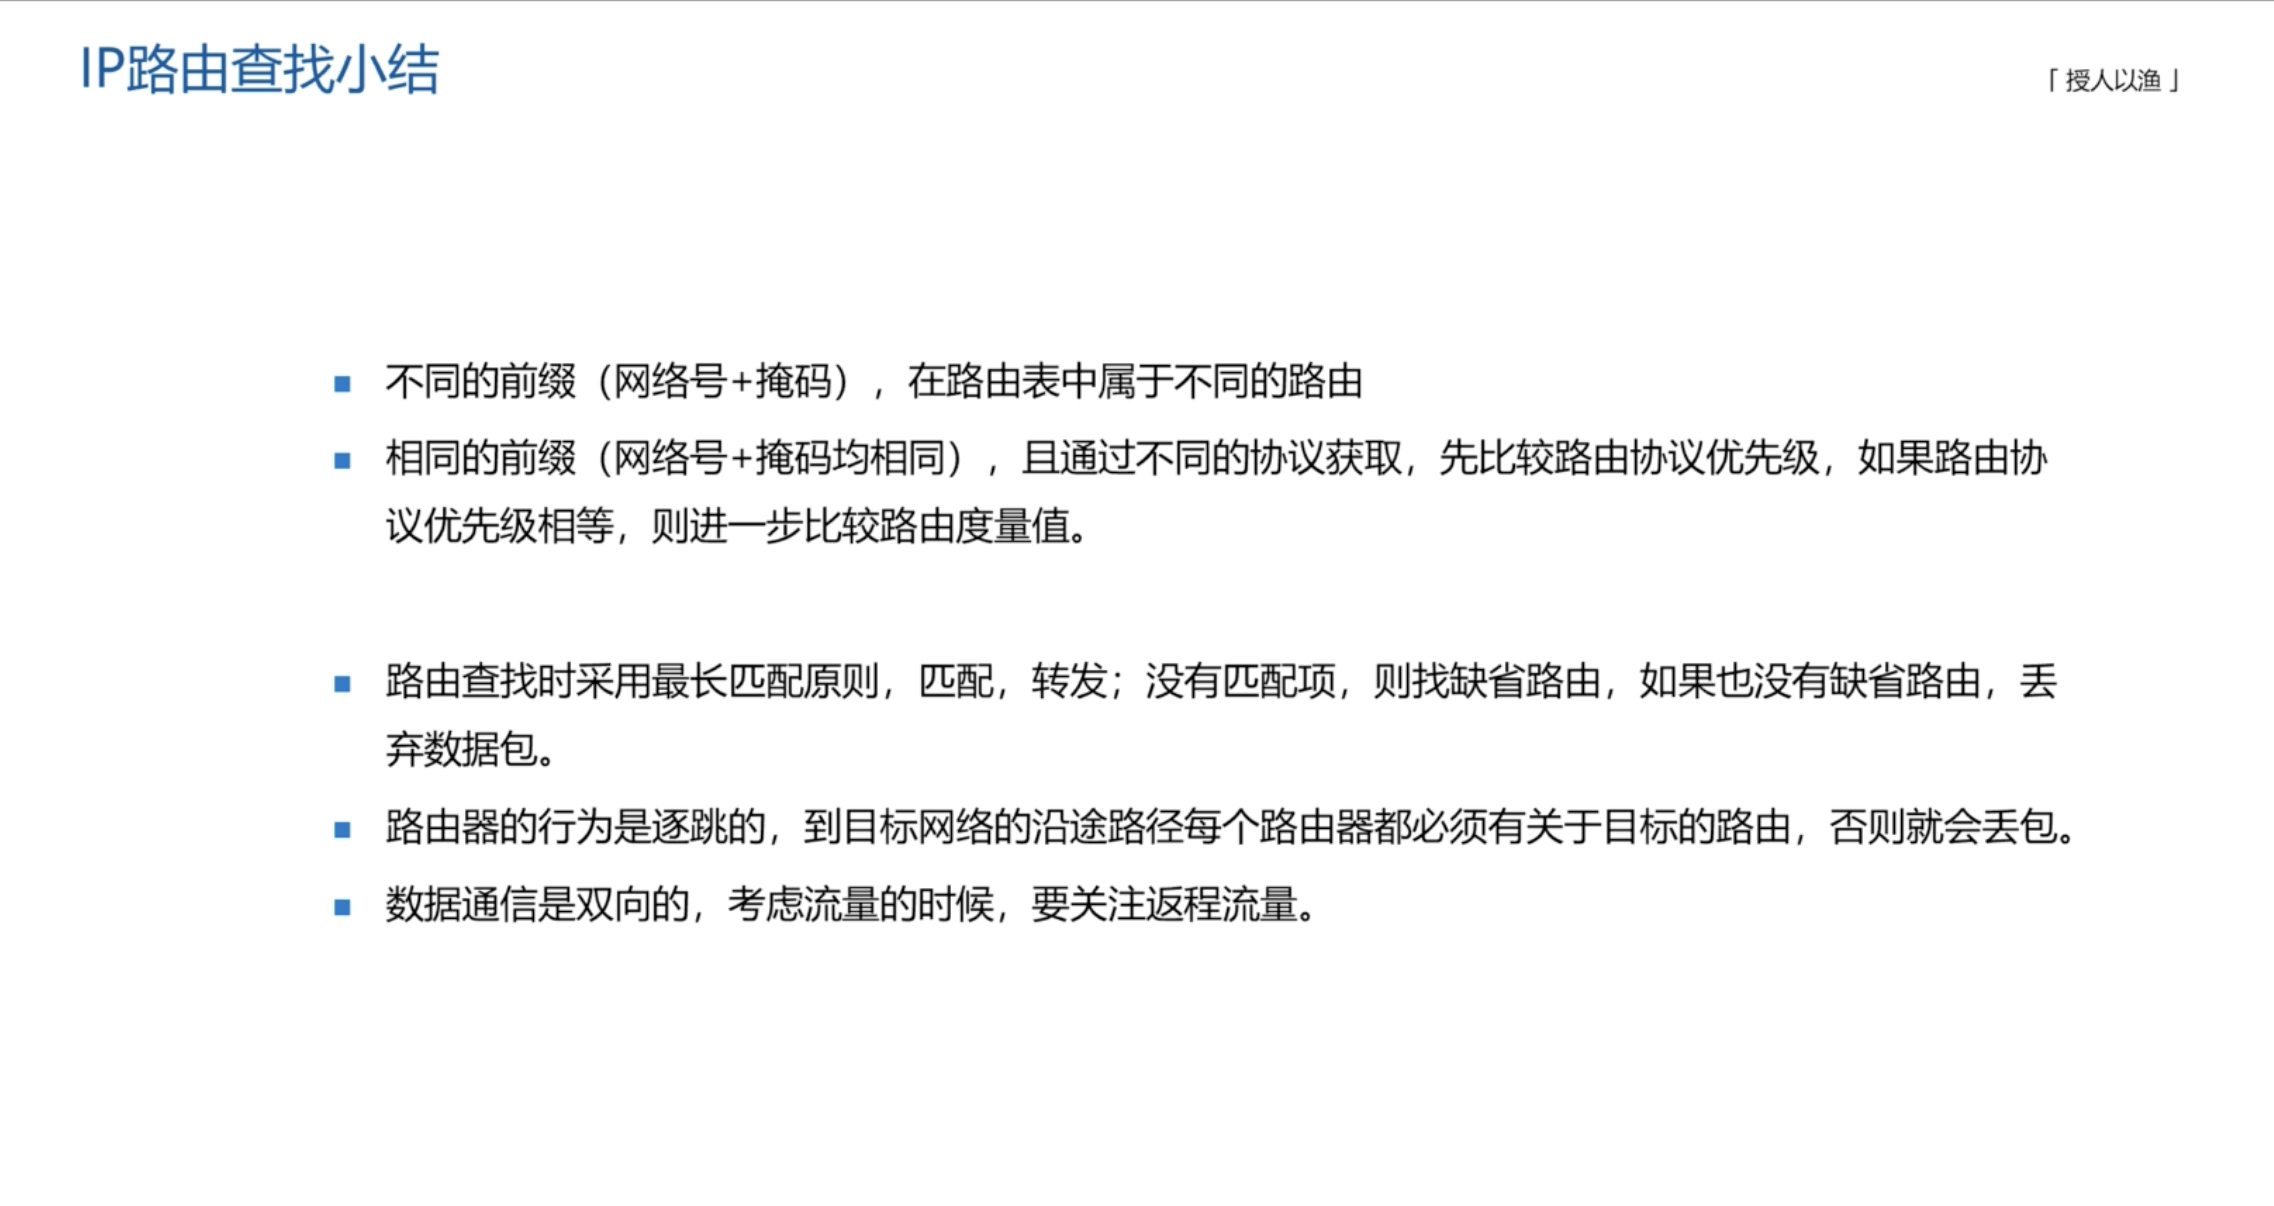 IP路由查找小结
「 授人以渔 」
不同的前缀（网络号+掩码），在路由表中属于不同的路由
相同的前缀（网络号+掩码均相同），且通过不同的协议获取，先比较路由协议优先级，如果路由协
议优先级相等，则进一步比较路由度量值。
路由查找时采用最长匹配原则，匹配，转发；没有匹配项，则找缺省路由，如果也没有缺省路由，丢
弃数据包。
路由器的行为是逐跳的，到目标网络的沿途路径每个路由器都必须有关于目标的路由，否则就会丢包。
数据通信是双向的，考虑流量的时候，要关注返程流量。